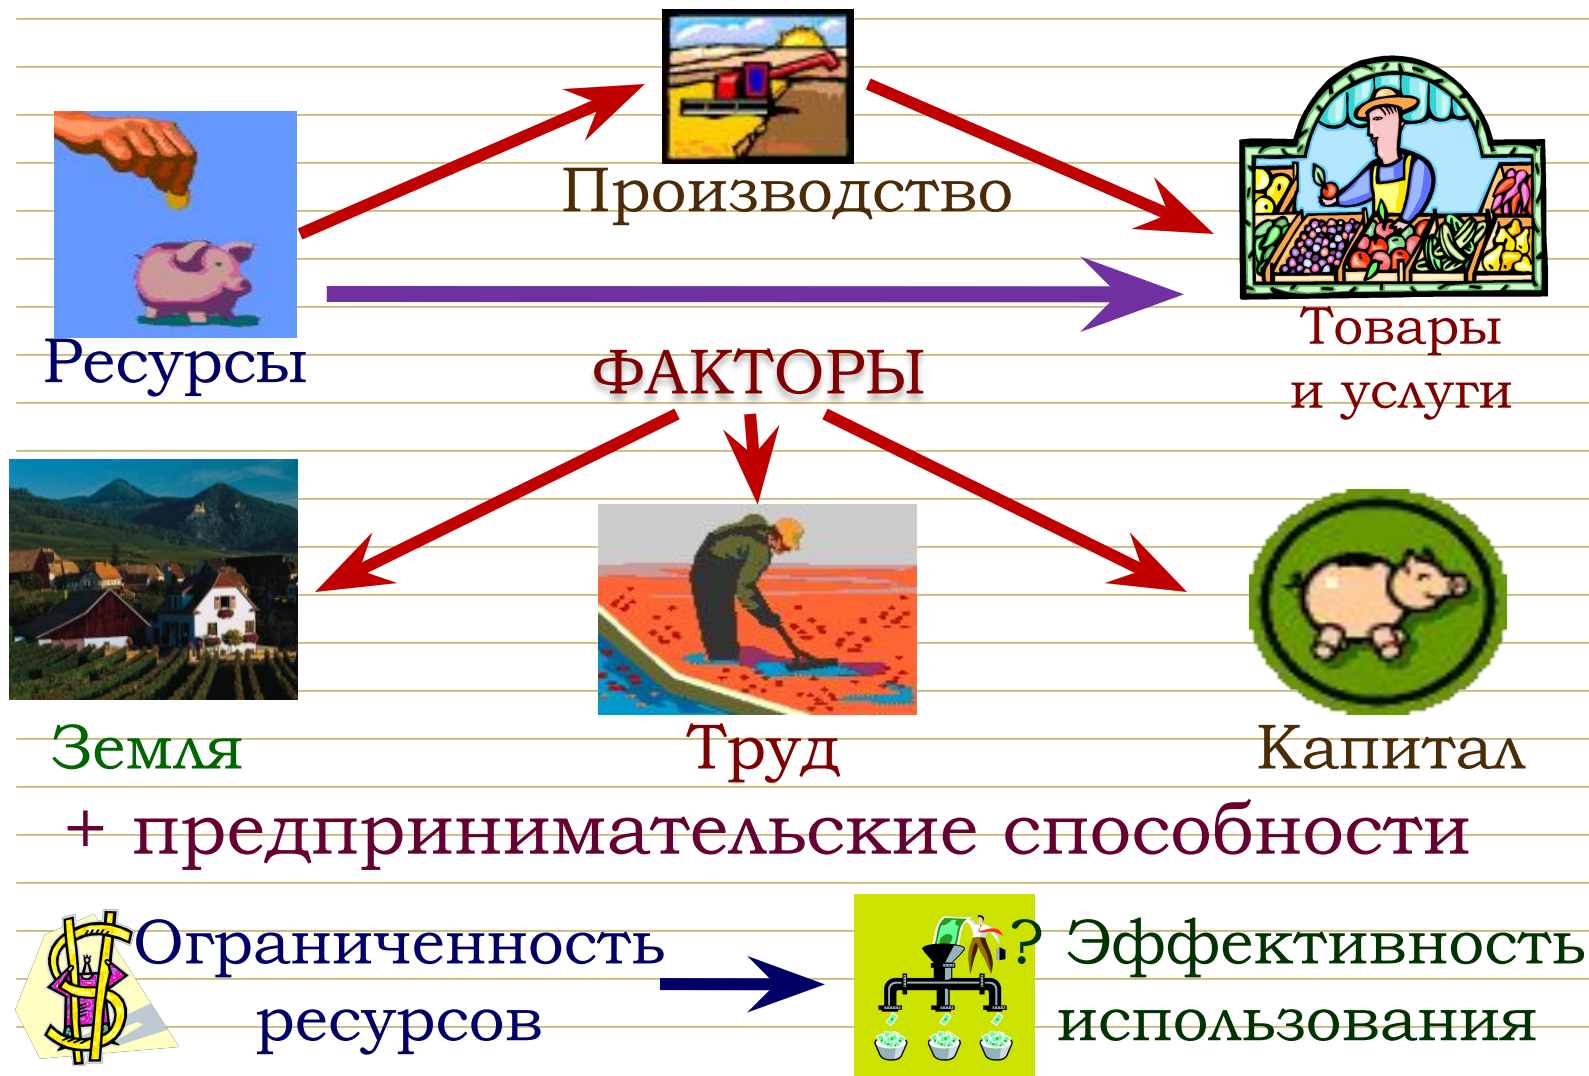 Производство
Ресурсы
Товары
и услуги
ФАКТОРЫ
Земля
Труд
Капитал
+ предпринимательские способности
Ограниченность
ресурсов
? Эффективность
использования